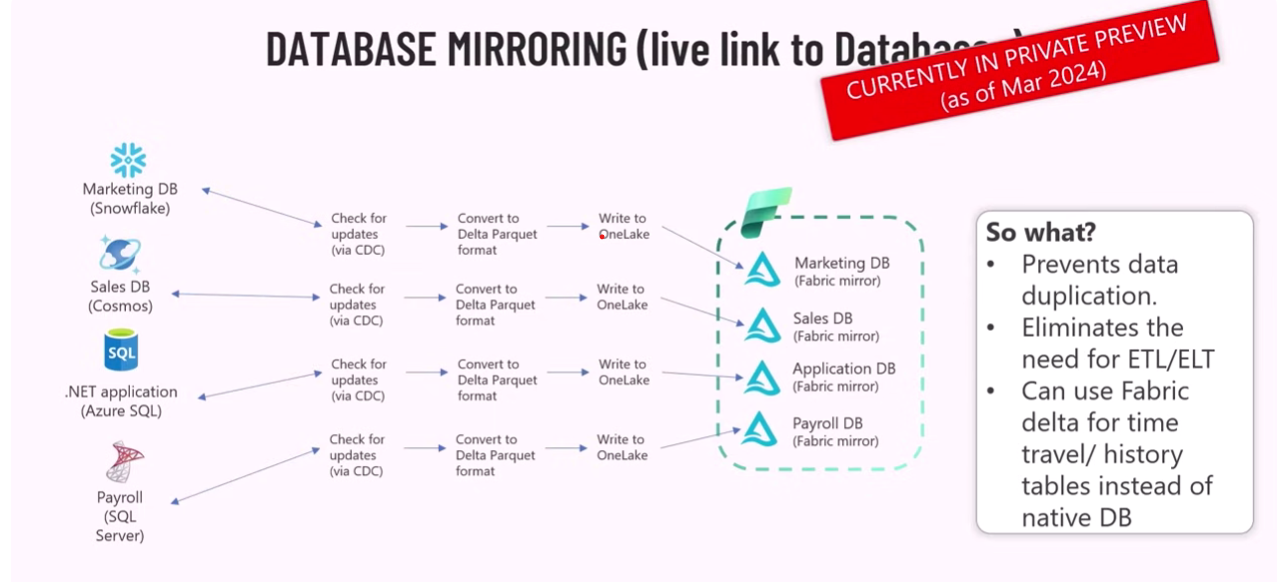 DATABASE MIRRORING (live link to
CURRENTLY IN PRIVATE PREVIEW
(as of Mar 2024)
Marketing DB
(Snowflake)
Check for
updates
(via CDC)
Convert to
Delta Parquet
format
Write to
OneLake
Marketing DB
(Fabric mirror)
Sales DB
(Cosmos)
Check for
updates
(via CDC)
Convert to
Delta Parquet
format
Write to
OneLake
Sales DB
(Fabric mirror)
SQL
.NET application
(Azure SQL)
Check for
updates
(via CDC)
Convert to
Delta Parquet
format
Write to
OneLake
Application DB
(Fabric mirror)
Payroll
(SQL
Server)
Check for
updates
(via CDC)
Convert to
Delta Parquet
format
Write to
OneLake
Payroll DB
(Fabric mirror)
So what?
• Prevents data
duplication.
• Eliminates the
need for ETL/ELT
• Can use Fabric
delta for time
travel/ history
tables instead of
native DB